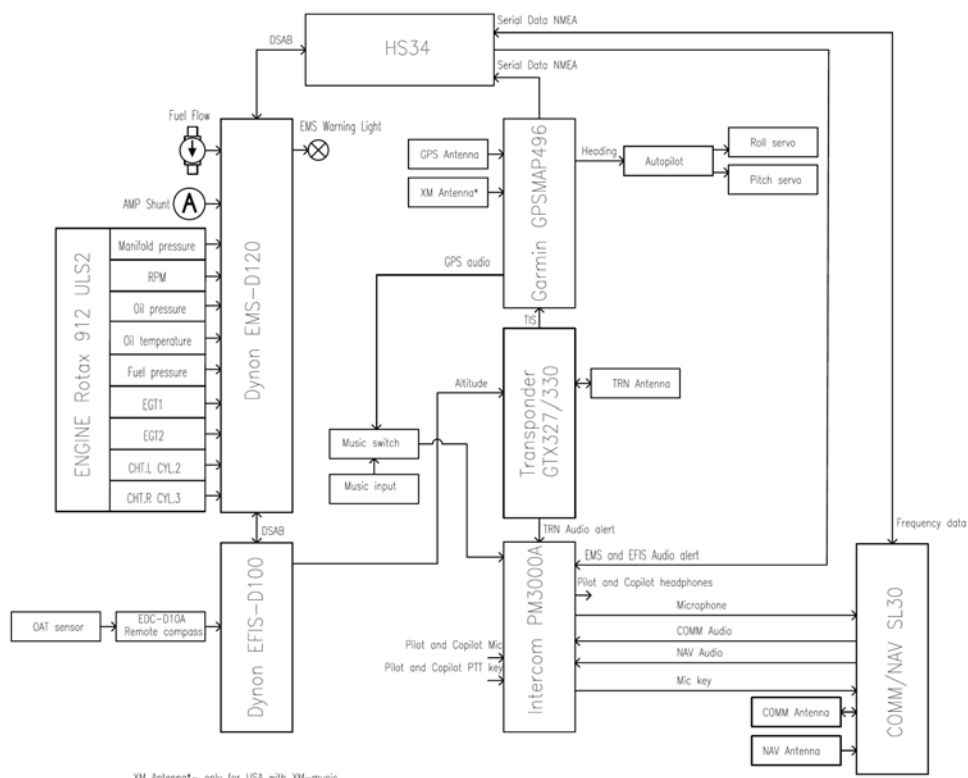 Serial Data NMEA
HS34
DSAB
Serial Data NMEA
Fuel Flow
EMS Warning Light
GPS Antenna
XM Antenna*
Heading
Autopilot
Roll servo
Pitch servo
AMP Shunt
A
Garmin GPSMAP496
Dynon EMS-D120
ENGINE Rotax 912 ULS2
Manifold pressure
RPM
Oil pressure
Oil temperature
Fuel pressure
EGT1
EGT2
CHT.L CYL.2
CHT.R CYL.3
GPS audio
TIS
Altitude
Transponder
GTX327/330
TRN Antenna
Music switch
Music input
DSAB
TRN Audio alert
Frequency data
Dynon EFIS-D100
Intercom PM3000A
COMM/NAV SL30
EMS and EFIS Audio alert
Pilot and Copilot headphones
Microphone
COMM Audio
NAV Audio
Mic key
OAT sensor
EDC-D10A
Remote compass
Pilot and Copilot Mic
Pilot and Copilot PTT key
COMM Antenna
NAV Antenna
XM Antenna*- only for USA with XM-music